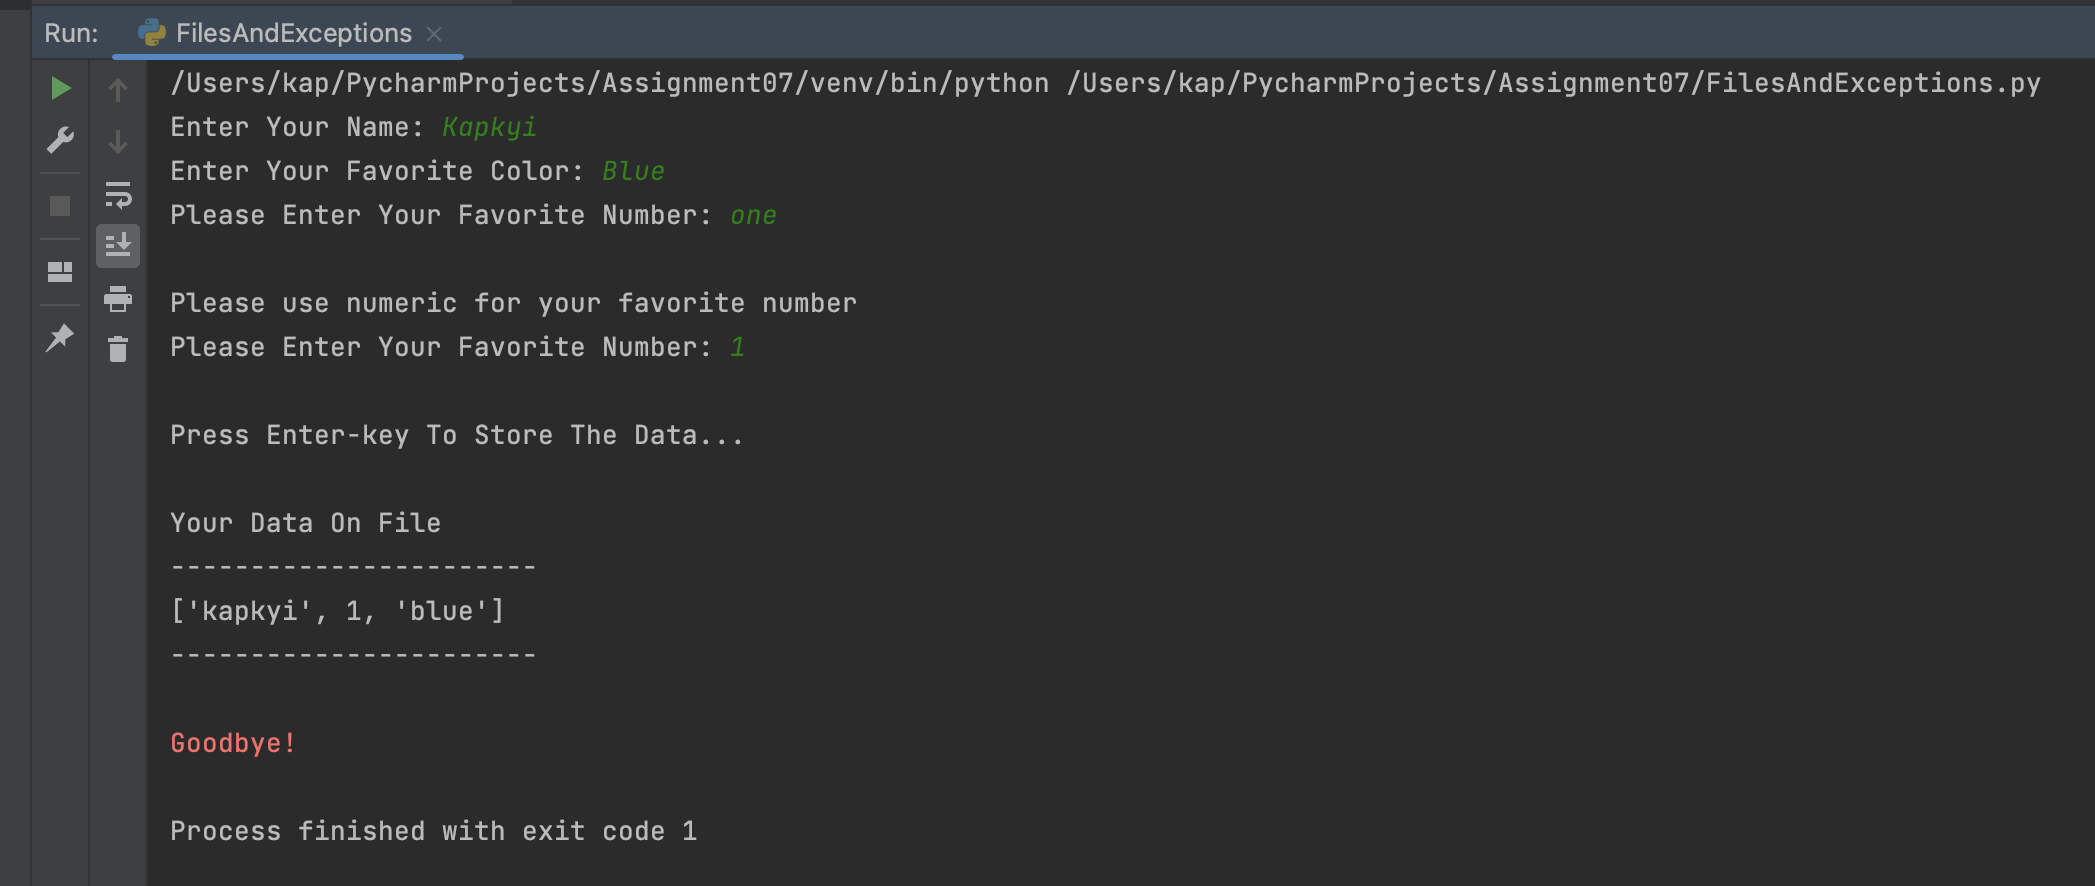 Run: FilesAndExceptions
/Users/kap/PycharmProjects/Assignment07/venv/bin/python /Users/kap/PycharmProjects/Assignment07/FilesAndExceptions.py
Enter Your Name: Kapkyi
Enter Your Favorite Color: Blue
Please Enter Your Favorite Number: one
Please use numeric for your favorite number
Please Enter Your Favorite Number: 1
Press Enter-key To Store The Data...
Your Data On File
-----------------------
['kapkyi', 1, 'blue']
-----------------------
Goodbye!
Process finished with exit code 1